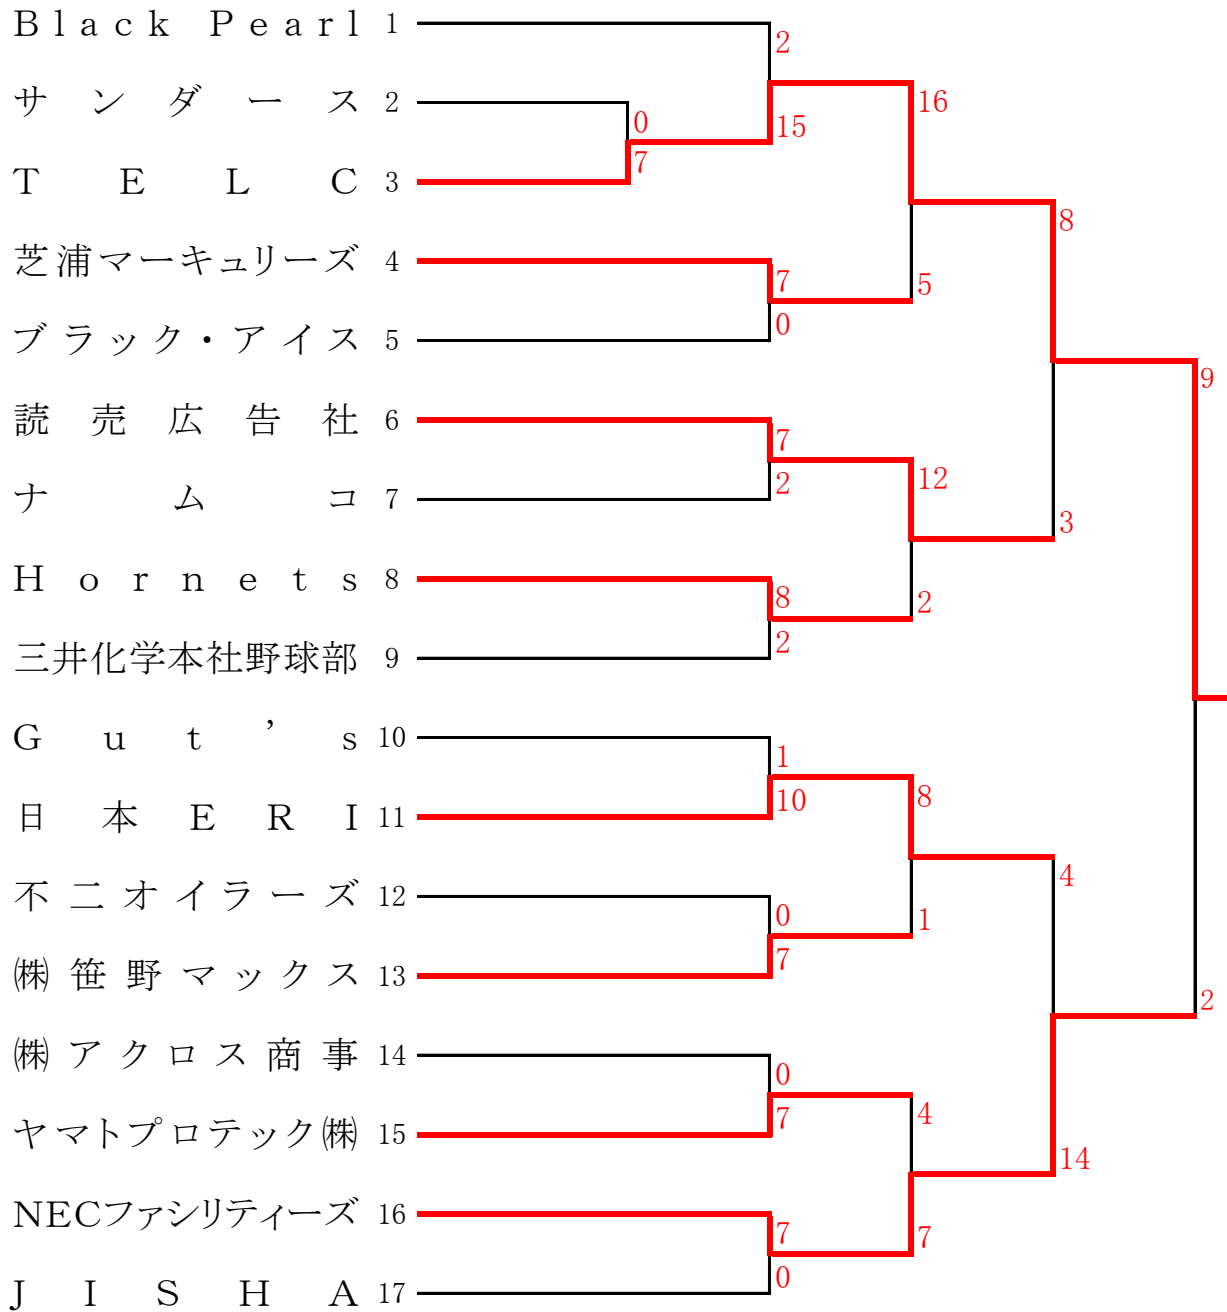 Black Pearl 1
2
サンダース 2
16
0
15
7
TELC 3
8
芝浦マーキュリーズ 4
7
5
0
ブラック・アイス 5
9
読売広告社 6
7
12
2
ナムコ 7
3
Hornets 8
8
2
2
三井化学本社野球部 9
Gut's 10
1
8
10
日本ERI 11
4
不二オイラーズ 12
0
1
7
㈱笹野マックス 13
2
㈱アクロス商事 14
0
4
7
ヤマトプロテック㈱ 15
14
NECファシリティーズ 16
7
7
0
JISHA 17